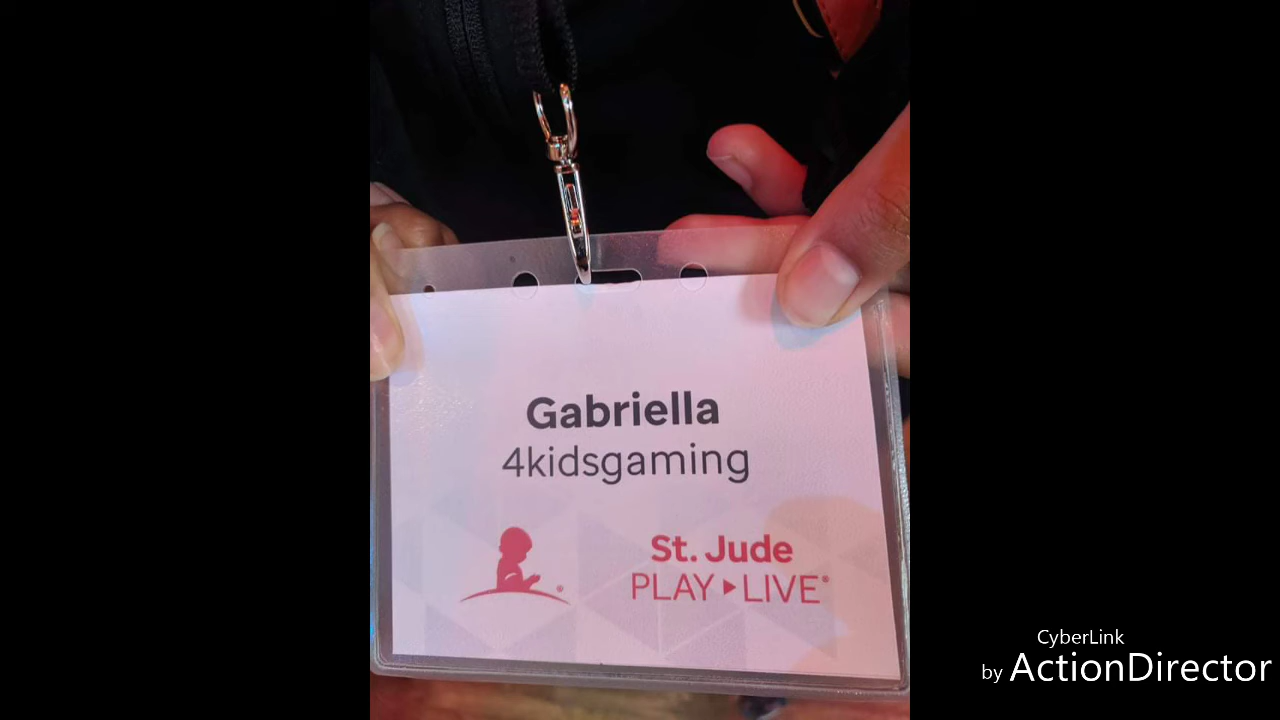 Gabriella
4kidsgaming
St. Jude
PLAY LIVE®
®
CyberLink
by ActionDirector